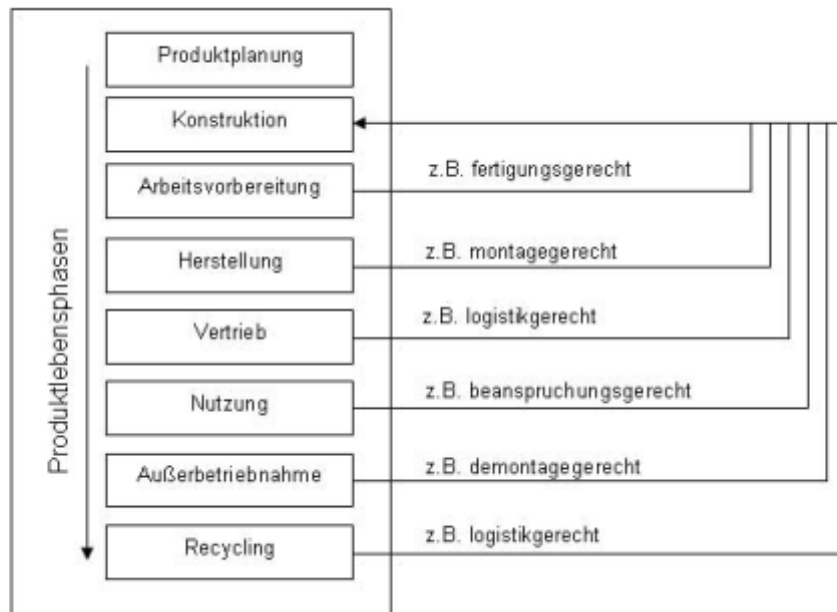 Produktplanung
Konstruktion
Arbeitsvorbereitung
z.B. fertigungsgerecht
Herstellung
z.B. montagegerecht
Vertrieb
z.B. logistikgerecht
Nutzung
z.B. beanspruchungsgerecht
Außerbetriebnahme
z.B. demontagegerecht
Recycling
z.B. logistikgerecht
Produktlebensphasen